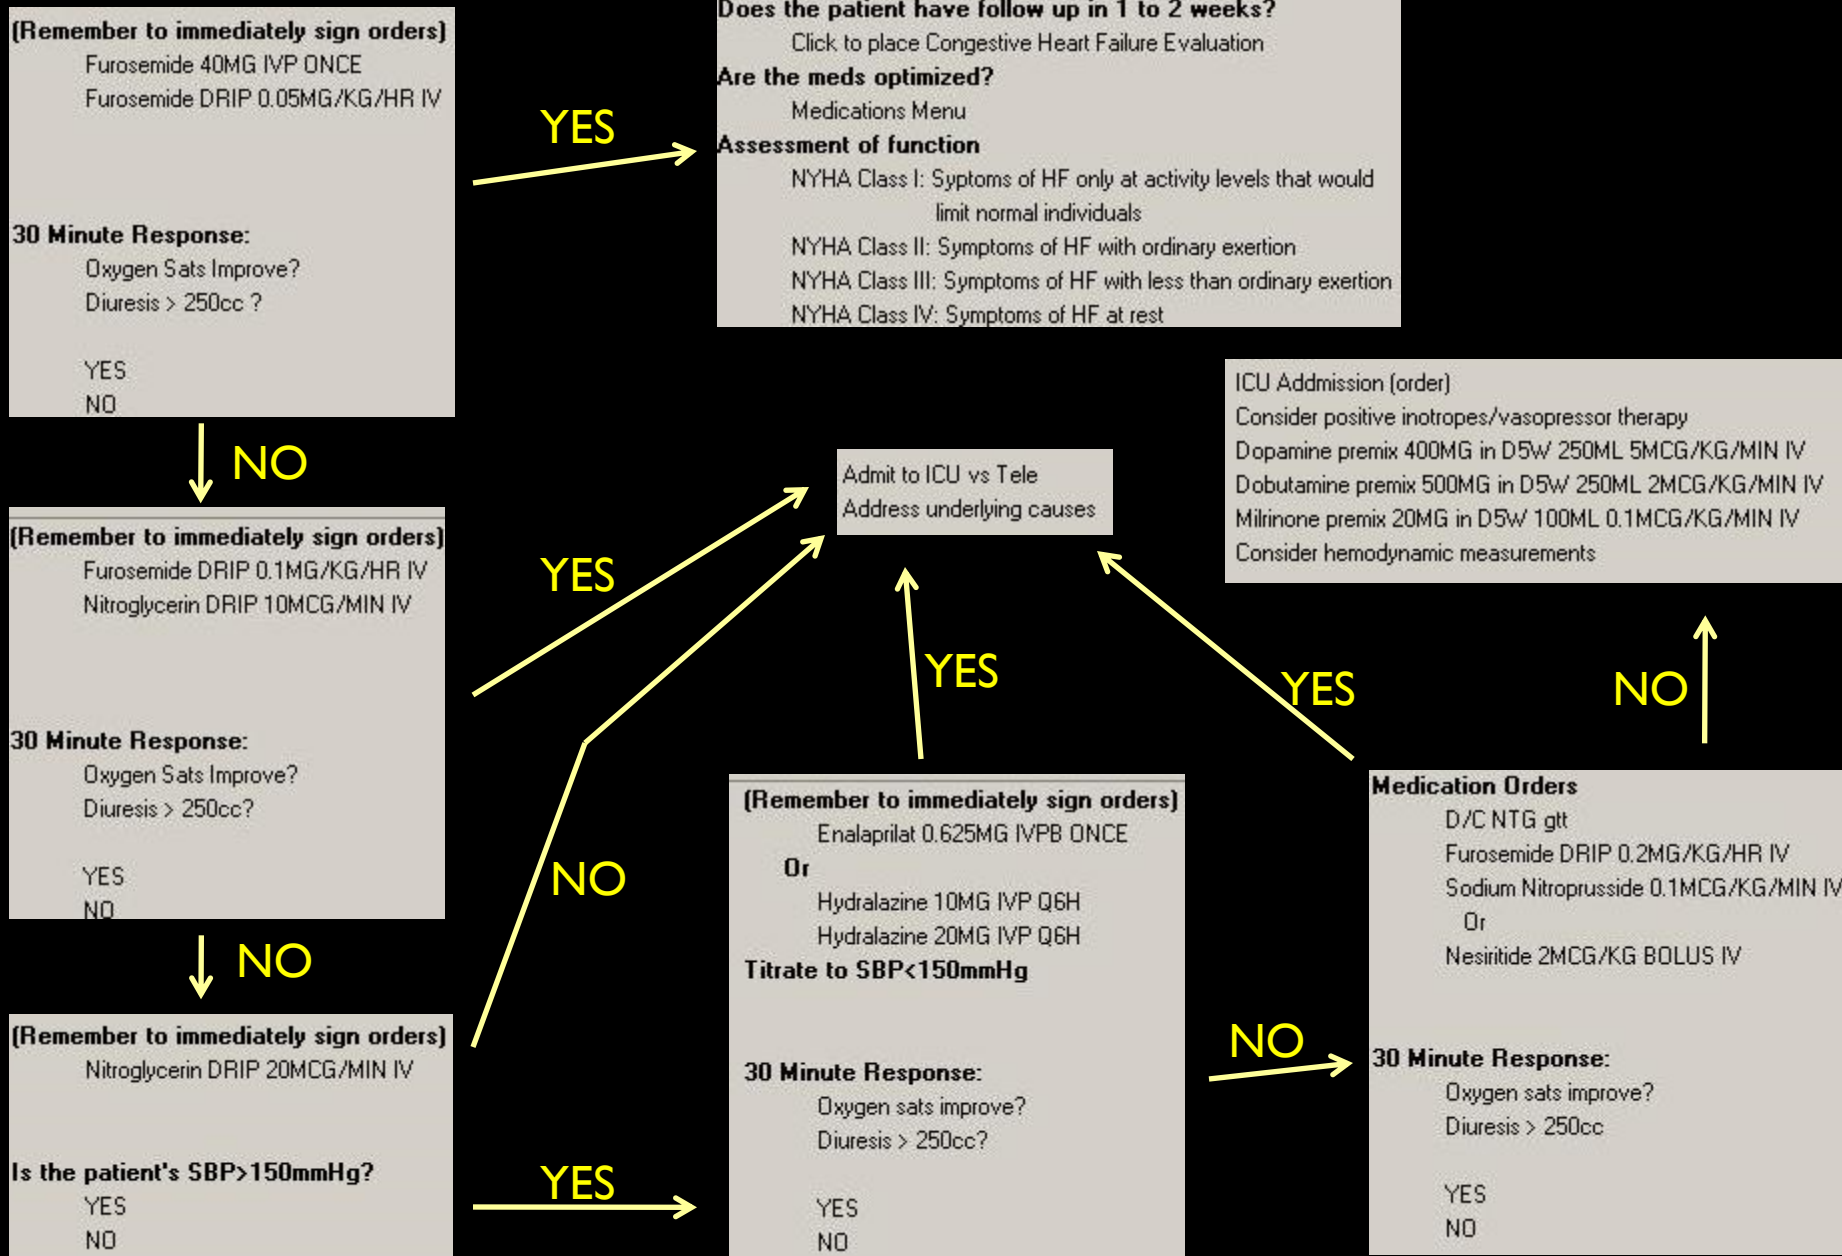 (Remember to immediately sign orders)
Furosemide 40MG IVP ONCE
Furosemide DRIP 0.05MG/KG/HR IV
30 Minute Response:
Oxygen Sats Improve?
Diuresis > 250cc ?
YES
NO
YES
Does the patient have follow up in 1 to 2 weeks?
Click to place Congestive Heart Failure Evaluation
Are the meds optimized?
Medications Menu
Assessment of function
NYHA Class I: Syptoms of HF only at activity levels that would
limit normal individuals
NYHA Class II: Symptoms of HF with ordinary exertion
NYHA Class III: Symptoms of HF with less than ordinary exertion
NYHA Class IV: Symptoms of HF at rest
NO
(Remember to immediately sign orders)
Furosemide DRIP 0.1MG/KG/HR IV
Nitroglycerin DRIP 10MCG/MIN IV
30 Minute Response:
Oxygen Sats Improve?
Diuresis > 250cc?
YES
NO
YES
Admit to ICU vs Tele
Address underlying causes
ICU Addmission (order)
Consider positive inotropes/vasopressor therapy
Dopamine premix 400MG in D5W 250ML 5MCG/KG/MIN IV
Dobutamine premix 500MG in D5W 250ML 2MCG/KG/MIN IV
Milrinone premix 20MG in D5W 100ML 0.1MCG/KG/MIN IV
Consider hemodynamic measurements
YES
YES
NO
NO
NO
(Remember to immediately sign orders)
Nitroglycerin DRIP 20MCG/MIN IV
Is the patient's SBP>150mmHg?
YES
NO
YES
(Remember to immediately sign orders)
Enalaprilat 0.625MG IVPB ONCE
Or
Hydralazine 10MG IVP Q6H
Hydralazine 20MG IVP Q6H
Titrate to SBP<150mmHg
30 Minute Response:
Oxygen sats improve?
Diuresis > 250cc?
YES
NO
NO
Medication Orders
D/C NTG gtt
Furosemide DRIP 0.2MG/KG/HR IV
Sodium Nitroprusside 0.1MCG/KG/MIN IV
Or
Nesiritide 2MCG/KG BOLUS IV
30 Minute Response:
Oxygen sats improve?
Diuresis > 250cc
YES
NO